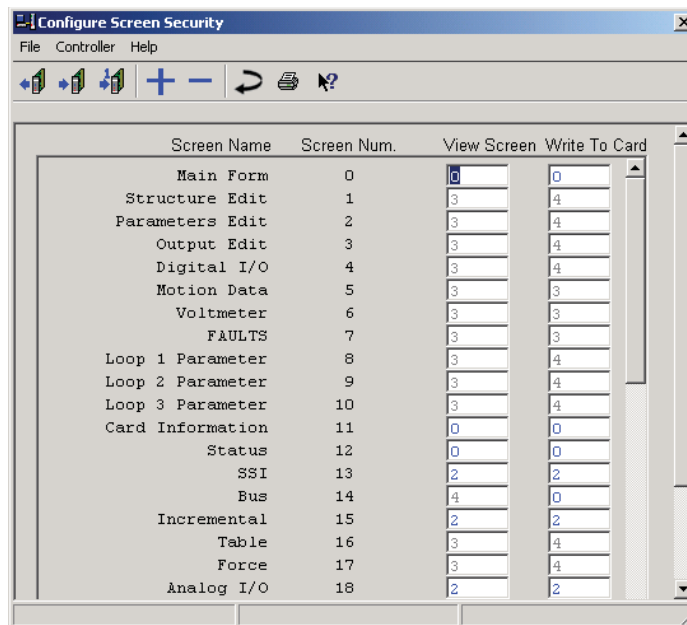 Configure Screen Security
File Controller Help
1
Screen Name Screen Num. View Screen Write To Card
Main Form 0 0 0
Structure Edit 1 3 4
Parameters Edit 2 3 4
Output Edit 3 3 4
Digital I/O 4 3 4
Motion Data 5 3 3
Voltmeter 6 3 3
FAULTS 7 3 3
Loop 1 Parameter 8 3 4
Loop 2 Parameter 9 3 4
Loop 3 Parameter 10 3 4
Card Information 11 0 0
Status 12 0 0
SSI 13 2 2
Bus 14 4 0
Incremental 15 2 2
Table 16 3 4
Force 17 3 4
Analog I/O 18 2 2